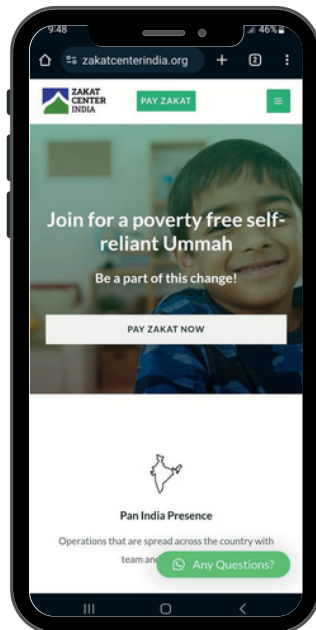 9:48
46%
zakatcenterindia.org
2
ZAKAT
CENTER
INDIA
PAY ZAKAT
Join for a poverty free self-
reliant Ummah
Be a part of this change!
PAY ZAKAT NOW
Pan India Presence
Operations that are spread across the country with
team and
Any Questions?